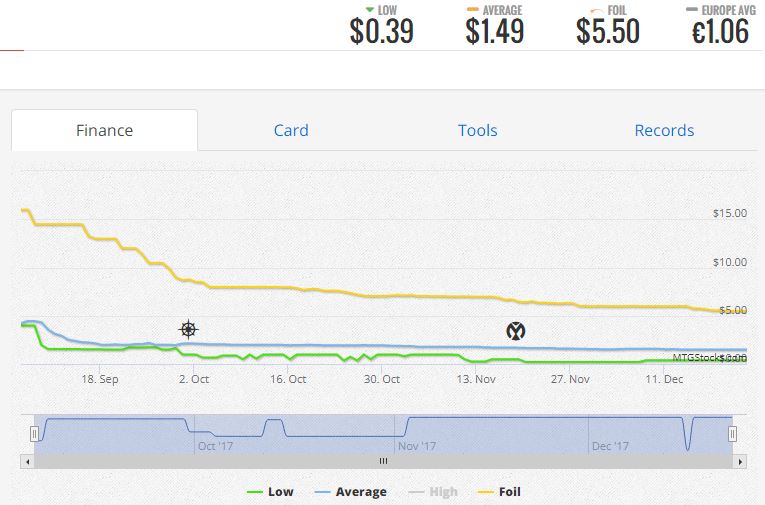 LOW AVERAGE FOIL EUROPE AVG
$0.39 $1.49 $5.50 €1.06
Finance Card Tools Records
$15.00
$10.00
$5.00
MTGStocks $0.00
18. Sep 2. Oct 16. Oct 30. Oct 13. Nov 27. Nov 11. Dec
Oct '17 Nov '17 Dec '17
Low Average High Foil